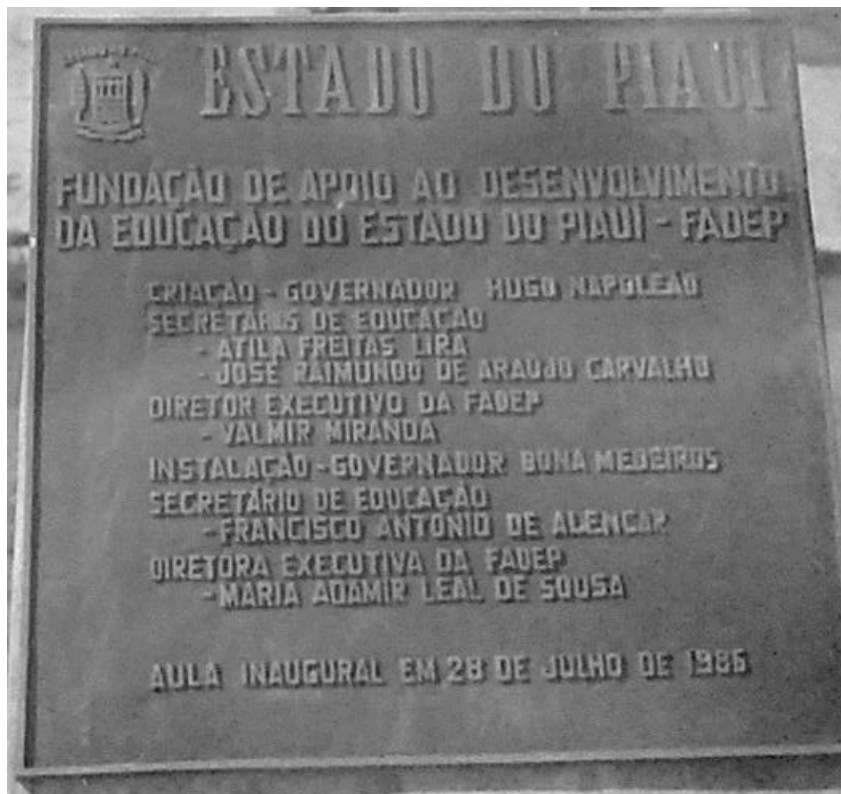 ESTADO DO PIAUÍ
FUNDAÇÃO DE APOIO AO DESENVOLVIMENTO
DA EDUCAÇÃO DO ESTADO DO PIAUÍ - FADEP
CRIAÇÃO - GOVERNADOR HUGO NAPOLEÃO
SECRETÁRIOS DE EDUCAÇÃO
- ATILA FREITAS LIRA
- JOSÉ RAIMUNDO DE ARAÚJO CARVALHO
DIRETOR EXECUTIVO DA FADEP
- VALMIR MIRANDA
INSTALAÇÃO - GOVERNADOR BONA MEDEIROS
SECRETÁRIO DE EDUCAÇÃO
- FRANCISCO ANTONIO DE ALENCAR
DIRETORA EXECUTIVA DA FADEP
- MARIA ADAMIR LEAL DE SOUSA
AULA INAUGURAL EM 28 DE JULHO DE 1986